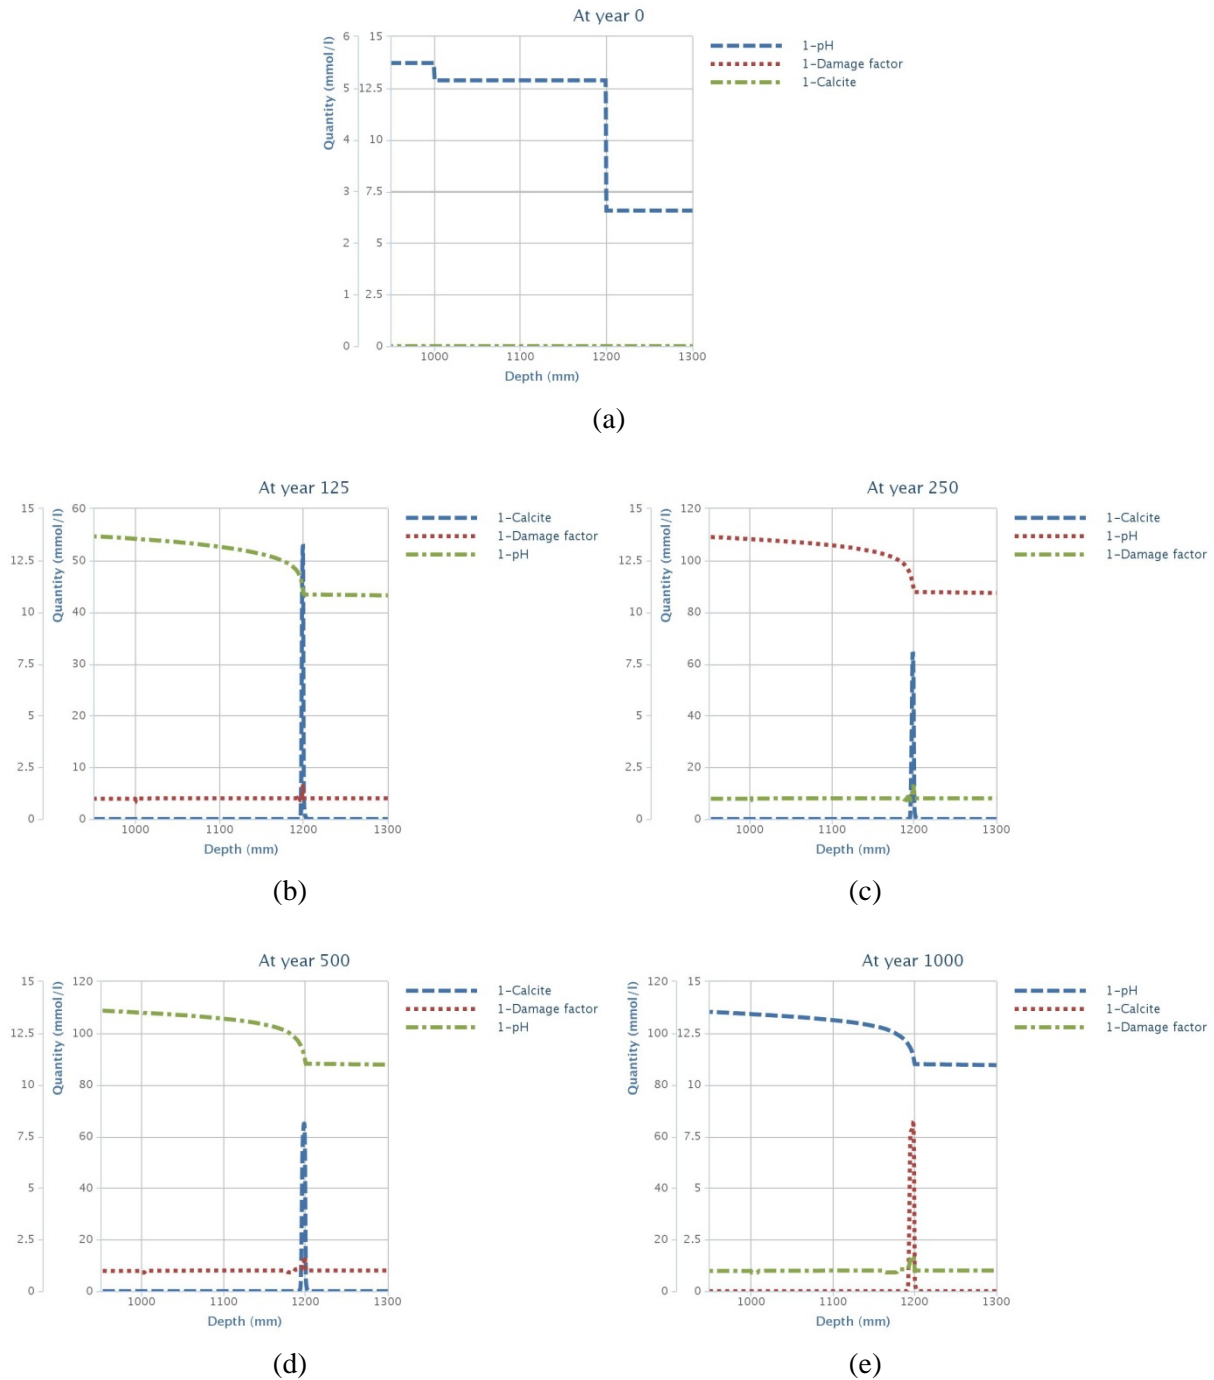 At year 0
Quantity (mmol/l)
6
5
4
3
2
1
0
15
12.5
10
7.5
5
2.5
0
1000
1100
1200
1300
Depth (mm)
1-pH
1-Damage factor
1-Calcite
(a)
At year 125
15
12.5
10
7.5
5
2.5
0
Quantity (mmol/l)
60
50
40
30
20
10
0
1000
1100
1200
1300
Depth (mm)
1-Calcite
1-Damage factor
1-pH
(b)
At year 250
15
12.5
10
7.5
5
2.5
0
Quantity (mmol/l)
120
100
80
60
40
20
0
1000
1100
1200
1300
Depth (mm)
1-Calcite
1-pH
1-Damage factor
(c)
At year 500
15
12.5
10
7.5
5
2.5
0
Quantity (mmol/l)
120
100
80
60
40
20
0
1000
1100
1200
1300
Depth (mm)
1-Calcite
1-Damage factor
1-pH
(d)
At year 1000
Quantity (mmol/l)
120
100
80
60
40
20
0
15
12.5
10
7.5
5
2.5
0
1000
1100
1200
1300
Depth (mm)
1-pH
1-Calcite
1-Damage factor
(e)